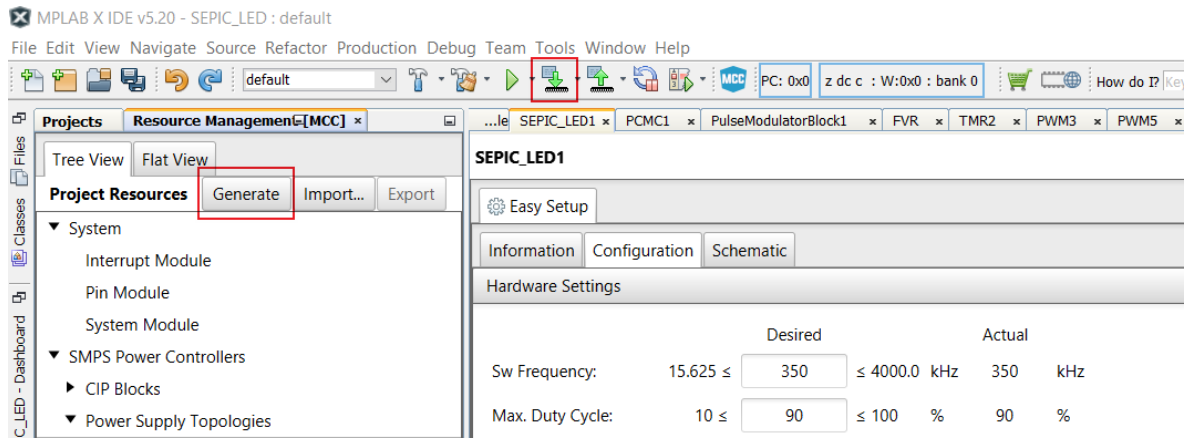 MPLAB X IDE v5.20 - SEPIC_LED : default
File Edit View Navigate Source Refactor Production Debug Team Tools Window Help
default MCC PC: 0x0 z dc c : W:0x0 : bank 0 How do I? Key
Projects Resource Management [MCC] ×
...le SEPIC_LED1 × PCMC1 × PulseModulatorBlock1 × FVR × TMR2 × PWM3 × PWM5 ×
Files
Classes
C_LED - Dashboard
Tree View Flat View
Project Resources Generate Import... Export
System
Interrupt Module
Pin Module
System Module
SMPS Power Controllers
CIP Blocks
Power Supply Topologies
SEPIC_LED1
Easy Setup
Information Configuration Schematic
Hardware Settings
Desired Actual
Sw Frequency: 15.625 ≤ 350 ≤ 4000.0 kHz 350 kHz
Max. Duty Cycle: 10 ≤ 90 ≤ 100 % 90 %